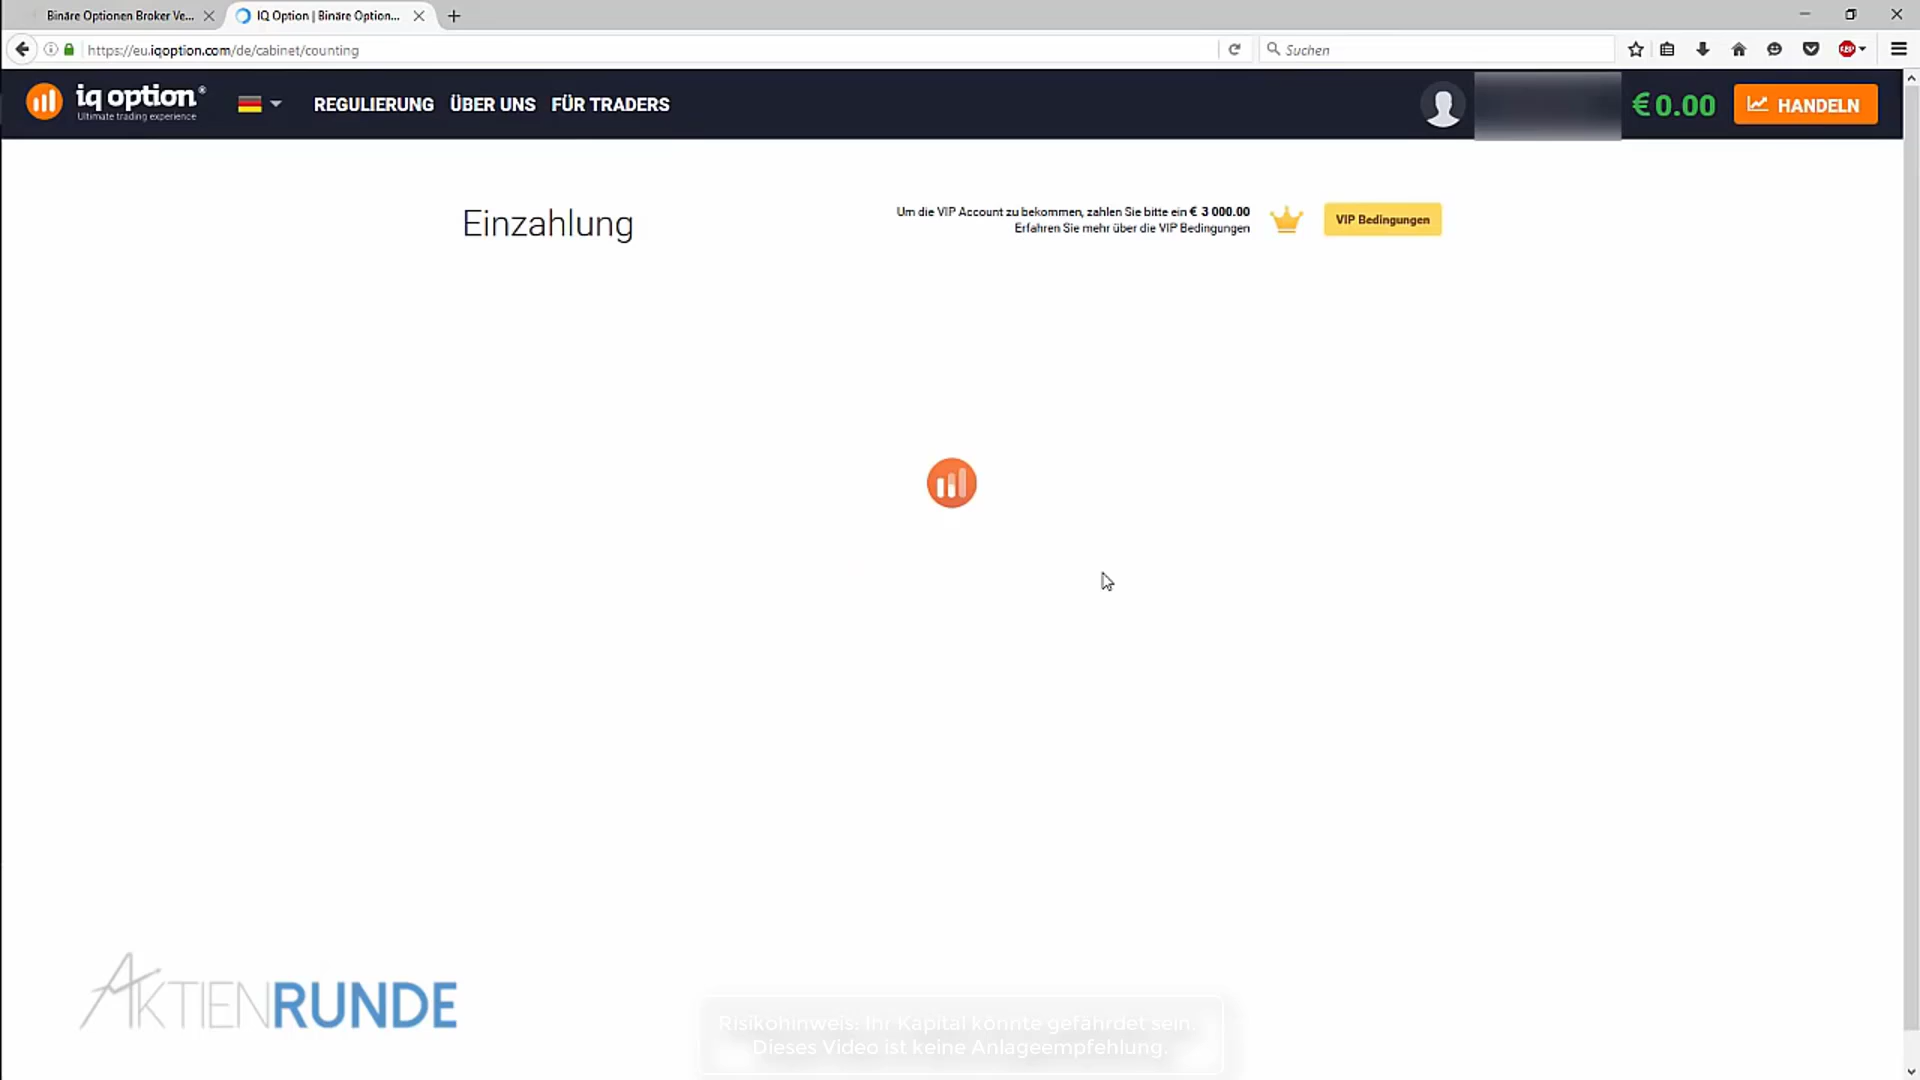 Binäre Optionen Broker Ve...
IQ Option | Binäre Option...
https://eu.iqoption.com/de/cabinet/counting
Suchen
ABP
iq option®
Ultimate trading experience
REGULIERUNG ÜBER UNS FÜR TRADERS
€0.00
HANDELN
Einzahlung
Um die VIP Account zu bekommen, zahlen Sie bitte ein € 3 000.00
Erfahren Sie mehr über die VIP Bedingungen
VIP Bedingungen
AKTIENRUNDE
Risikohinweis: Ihr Kapital könnte gefährdet sein.
Dieses Video ist keine Anlageempfehlung.